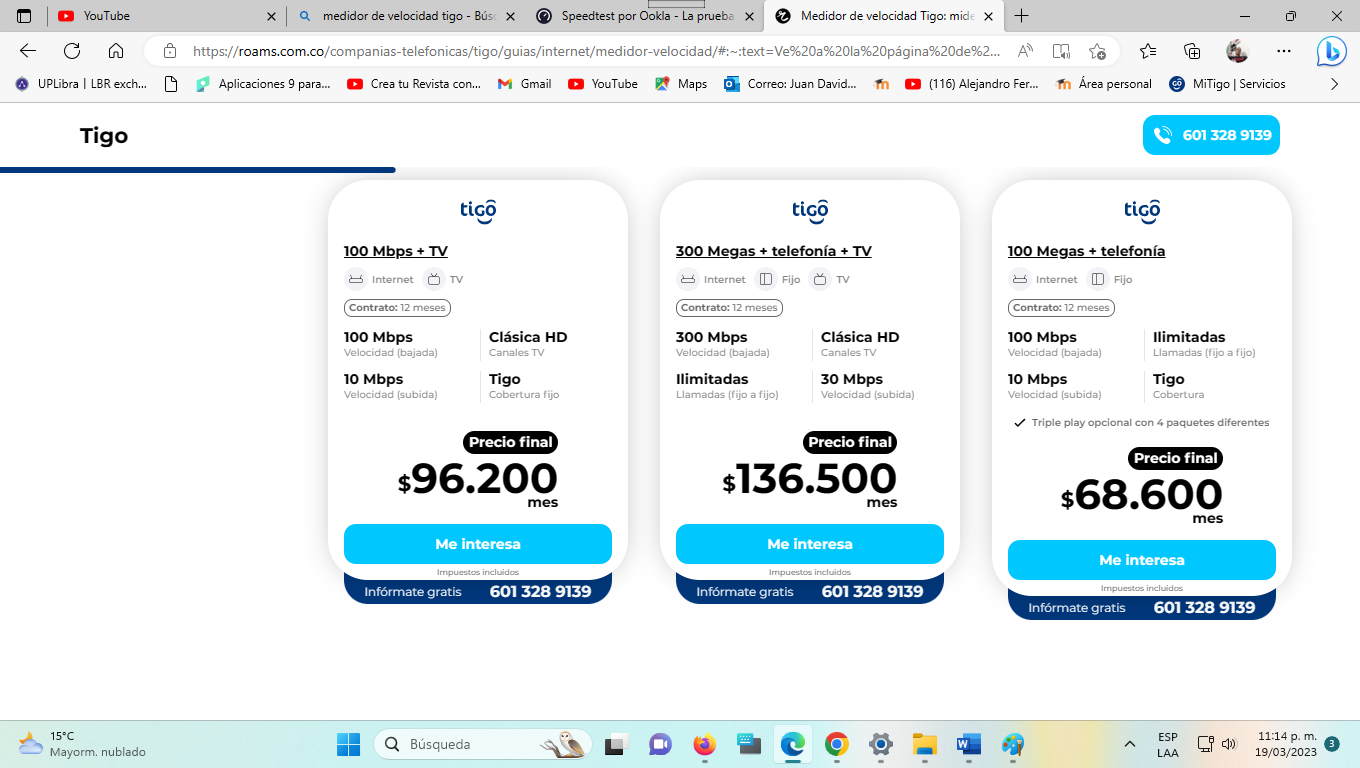 YouTube
medidor de velocidad tigo - Bús
Speedtest por Ookla - La prueba
Medidor de velocidad Tigo: mide
https://roams.com.co/companias-telefonicas/tigo/guias/internet/medidor-velocidad/#:~:text=Ve%20a%20la%20página%20de%2...
UPLibra | LBR exch...
Aplicaciones 9 para...
Crea tu Revista con...
Gmail
YouTube
Maps
Correo: Juan David...
(116) Alejandro Fer...
Área personal
MiTigo | Servicios
Tigo
601 328 9139
tigo
100 Mbps + TV
Internet TV
Contrato: 12 meses
100 Mbps
Velocidad (bajada)
Clásica HD
Canales TV
10 Mbps
Velocidad (subida)
Tigo
Cobertura fijo
Precio final
$96.200
mes
Me interesa
Impuestos incluidos
Infórmate gratis 601 328 9139
tigo
300 Megas + telefonía + TV
Internet Fijo TV
Contrato: 12 meses
300 Mbps
Velocidad (bajada)
Clásica HD
Canales TV
Ilimitadas
Llamadas (fijo a fijo)
30 Mbps
Velocidad (subida)
Precio final
$136.500
mes
Me interesa
Impuestos incluidos
Infórmate gratis 601 328 9139
tigo
100 Megas + telefonía
Internet Fijo
Contrato: 12 meses
100 Mbps
Velocidad (bajada)
Ilimitadas
Llamadas (fijo a fijo)
10 Mbps
Velocidad (subida)
Tigo
Cobertura
Triple play opcional con 4 paquetes diferentes
Precio final
$68.600
mes
Me interesa
Impuestos incluidos
Infórmate gratis 601 328 9139
15°C
Mayorm. nublado
Búsqueda
ESP
LAA
11:14 p. m.
19/03/2023
3